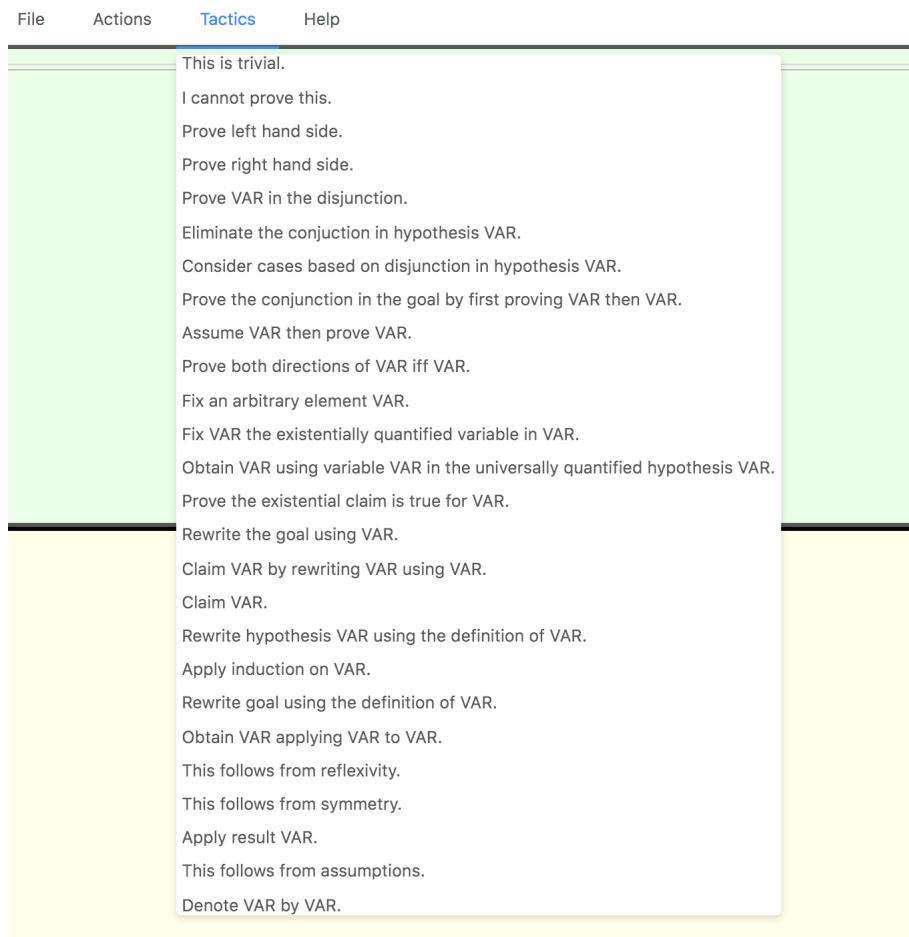 File Actions Tactics Help
This is trivial.
I cannot prove this.
Prove left hand side.
Prove right hand side.
Prove VAR in the disjunction.
Eliminate the conjuction in hypothesis VAR.
Consider cases based on disjunction in hypothesis VAR.
Prove the conjunction in the goal by first proving VAR then VAR.
Assume VAR then prove VAR.
Prove both directions of VAR iff VAR.
Fix an arbitrary element VAR.
Fix VAR the existentially quantified variable in VAR.
Obtain VAR using variable VAR in the universally quantified hypothesis VAR.
Prove the existential claim is true for VAR.
Rewrite the goal using VAR.
Claim VAR by rewriting VAR using VAR.
Claim VAR.
Rewrite hypothesis VAR using the definition of VAR.
Apply induction on VAR.
Rewrite goal using the definition of VAR.
Obtain VAR applying VAR to VAR.
This follows from reflexivity.
This follows from symmetry.
Apply result VAR.
This follows from assumptions.
Denote VAR by VAR.